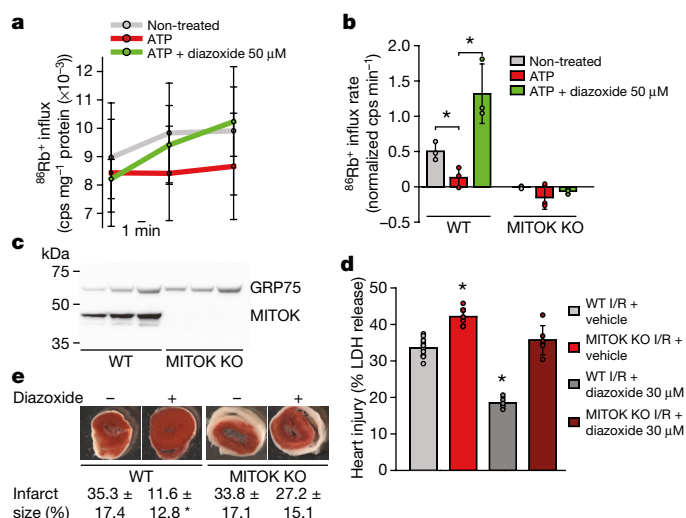 a
Non-treated
ATP
ATP + diazoxide 50 μM
⁸⁶Rb⁺ influx
(cps mg⁻¹ protein (×10⁻³)
12
11
10
9
8
7
1 min
b
⁸⁶Rb⁺ influx rate
(normalized cps min⁻¹)
2.0
1.5
1.0
0.5
0
−0.5
* *
Non-treated
ATP
ATP + diazoxide 50 μM
WT MITOK KO
c
kDa
75
50
35
GRP75
MITOK
WT MITOK KO
d
Heart injury (% LDH release)
50
40
30
20
10
0
* *
WT I/R +
vehicle
MITOK KO I/R +
vehicle
WT I/R +
diazoxide 30 μM
MITOK KO I/R +
diazoxide 30 μM
e
Diazoxide − + − +
WT MITOK KO
Infarct 35.3 ± 11.6 ± 33.8 ± 27.2 ±
size (%) 17.4 12.8 * 17.1 15.1